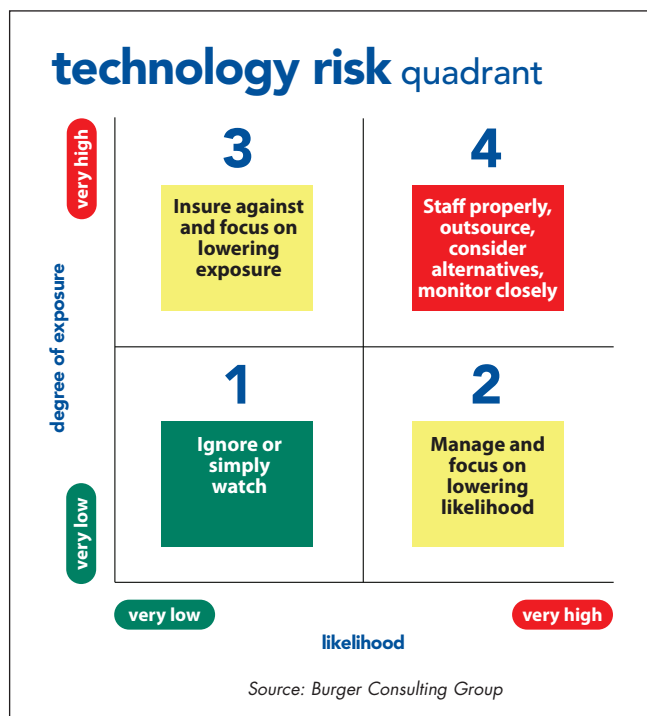 technology risk quadrant
very high
degree of exposure
very low
3
Insure against
and focus on
lowering
exposure
4
Staff properly,
outsource,
consider
alternatives,
monitor closely
1
Ignore or
simply
watch
2
Manage and
focus on
lowering
likelihood
very low
very high
likelihood
Source: Burger Consulting Group